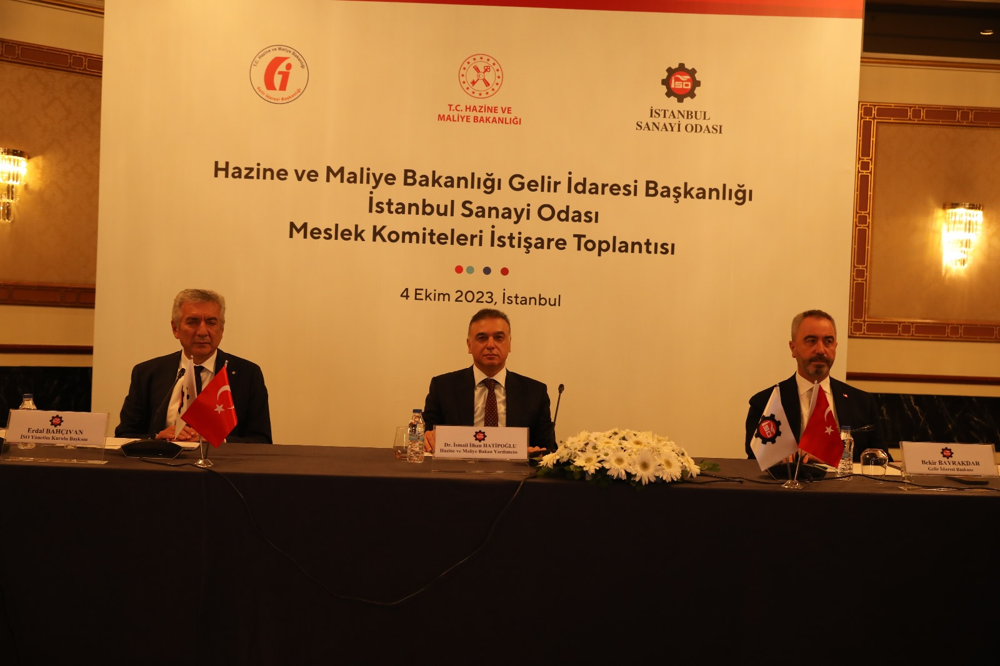 T.C. Hazine ve Maliye Bakanlığı
Gelir İdaresi Başkanlığı
T.C. HAZİNE VE
MALİYE BAKANLIĞI
iso
İSTANBUL
SANAYİ ODASI
Hazine ve Maliye Bakanlığı Gelir İdaresi Başkanlığı
İstanbul Sanayi Odası
Meslek Komiteleri İstişare Toplantısı
4 Ekim 2023, İstanbul
Erdal BAHÇIVAN
İSO Yönetim Kurulu Başkanı
Dr. İsmail İlhan HATİPOĞLU
Hazine ve Maliye Bakan Yardımcısı
iso
Bekir BAYRAKDAR
Gelir İdaresi Başkanı